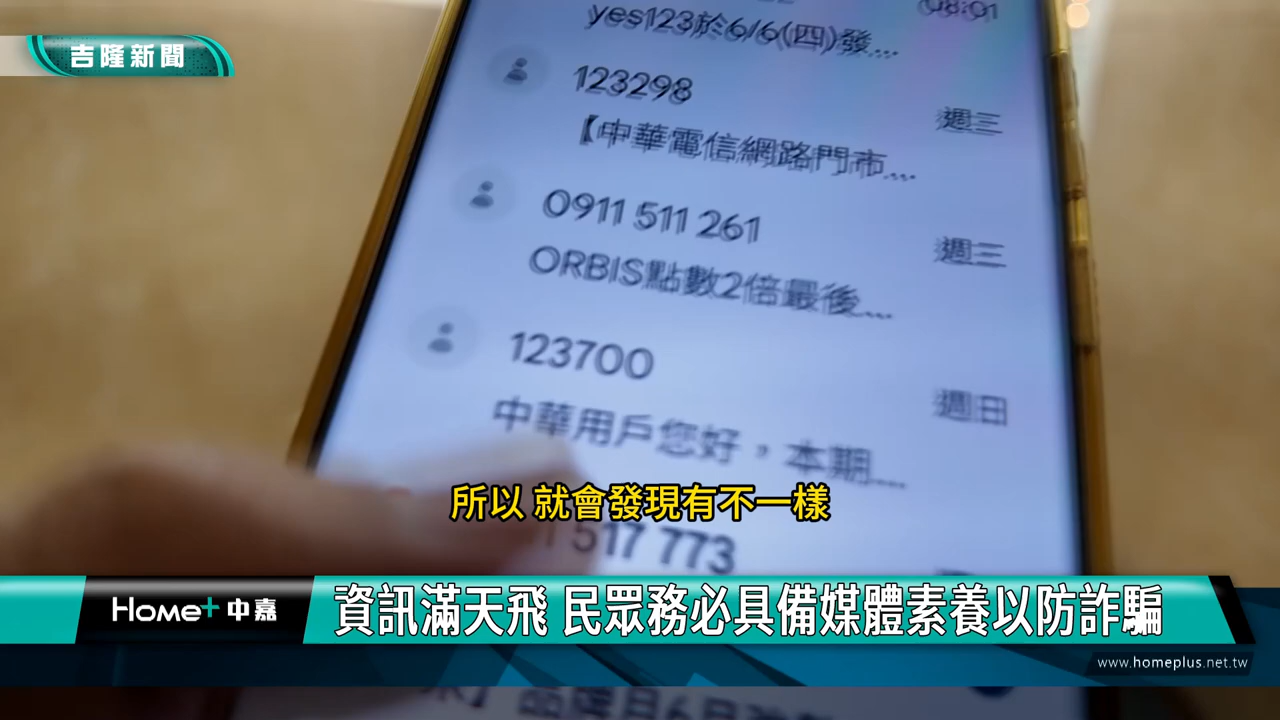 吉隆新聞
08:01
yes123於6/6(四)發...
123298
週三
【中華電信網路門市...
0911 511 261
週三
ORBIS點數2倍最後...
123700
週日
中華用戶您好，本期...
所以 就會發現有不一樣
517 773
Home+中嘉
資訊滿天飛 民眾務必具備媒體素養以防詐騙
www.homeplus.net.tw